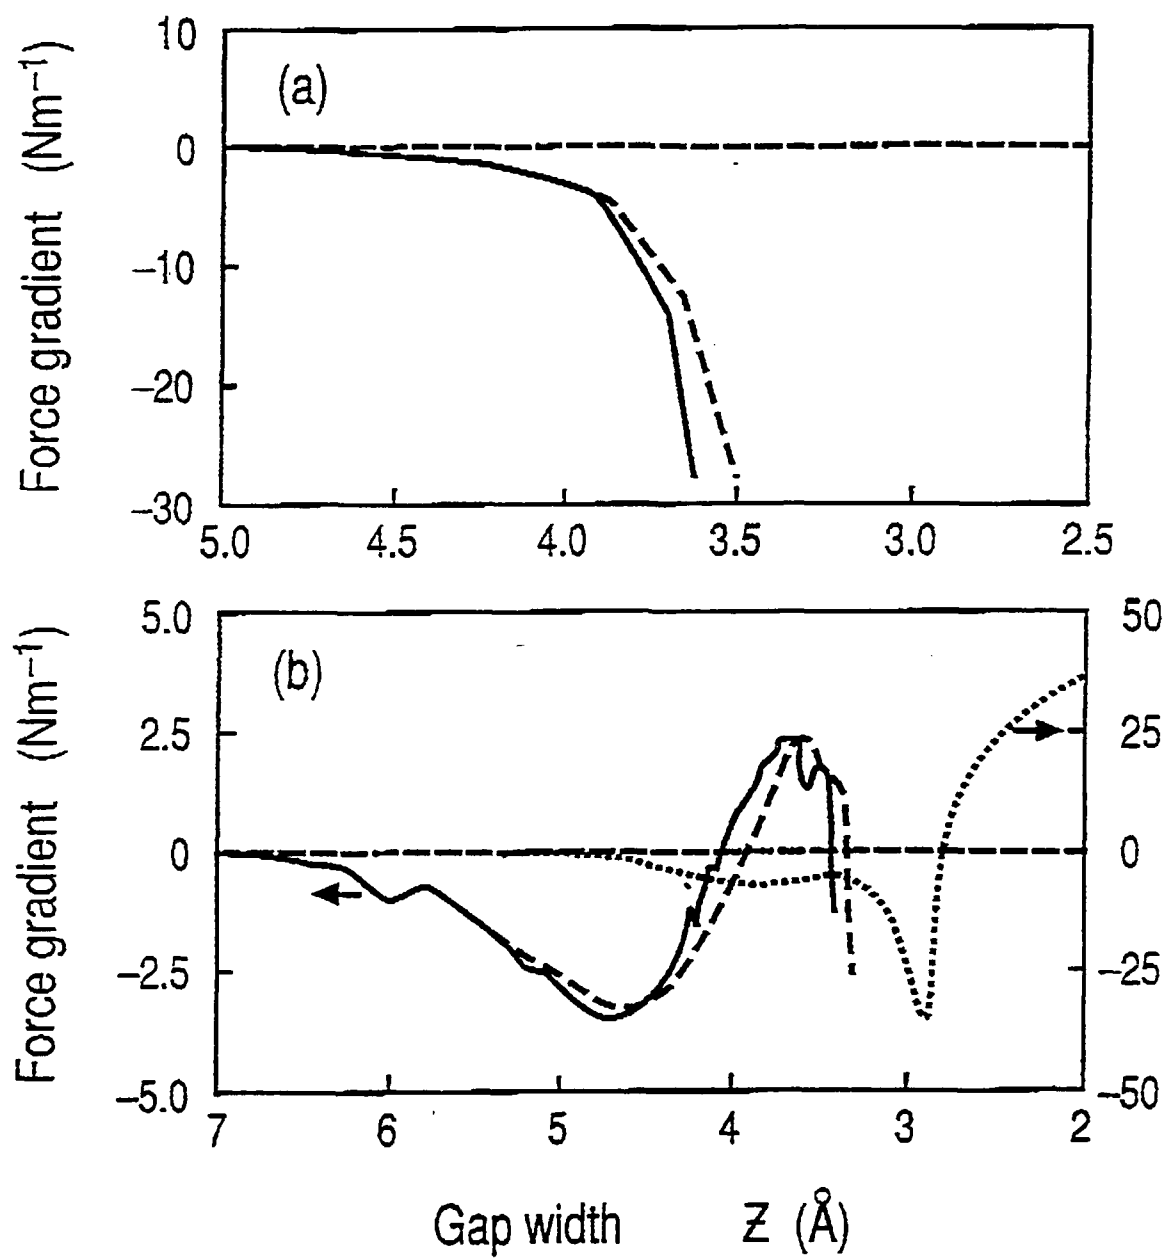 10
(a)
0
−10
−20
−30
Force gradient (Nm⁻¹)
5.0 4.5 4.0 3.5 3.0 2.5
5.0 50
(b)
2.5 25
0 0
−2.5 −25
−5.0 −50
Force gradient (Nm⁻¹)
7 6 5 4 3 2
Gap width Z (Å)